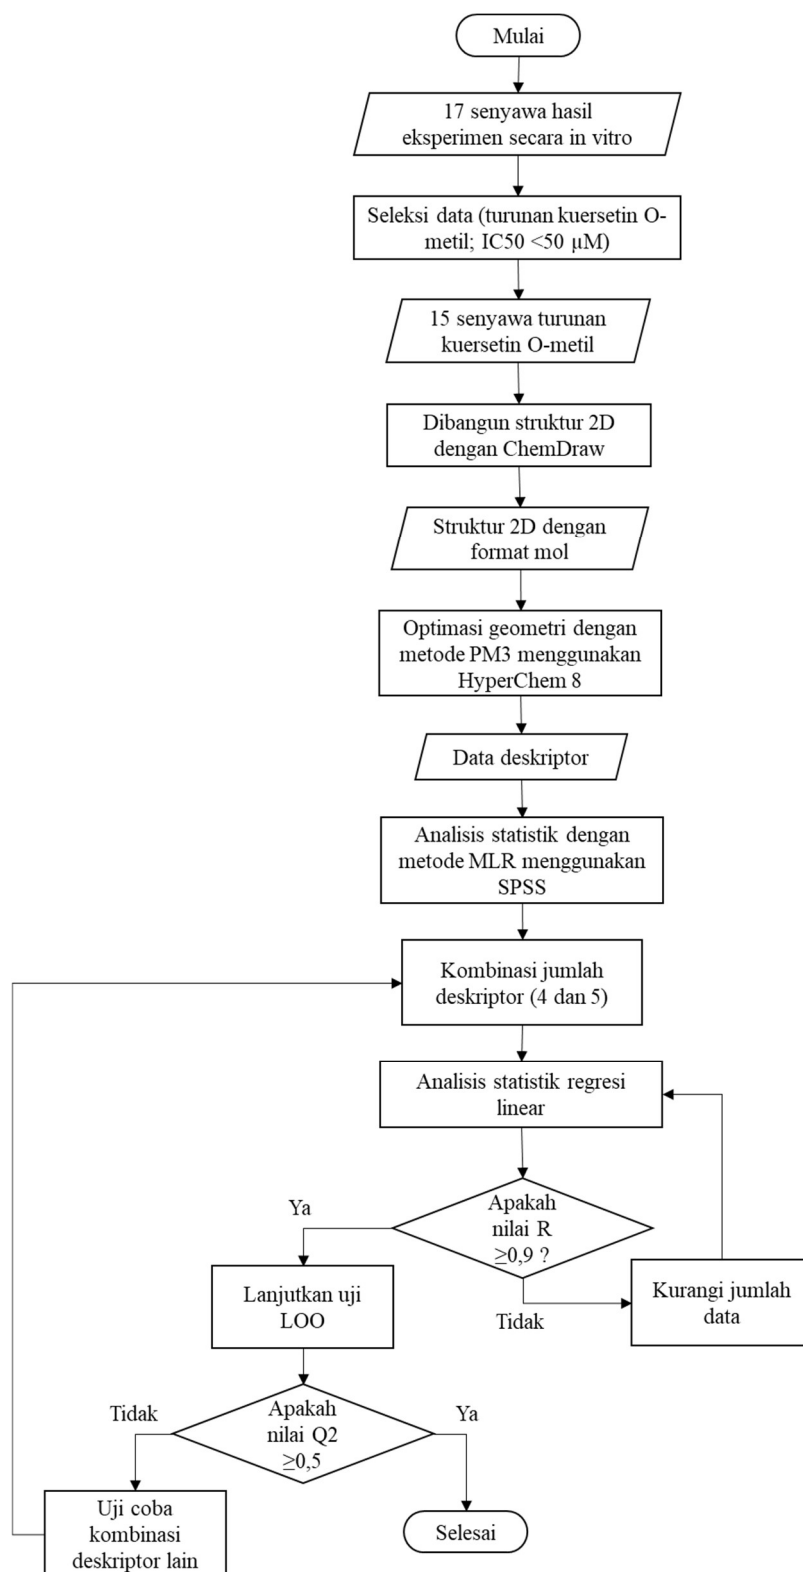 Mulai
17 senyawa hasil
eksperimen secara in vitro
Seleksi data (turunan kuersetin O-
metil; IC50 <50 µM)
15 senyawa turunan
kuersetin O-metil
Dibangun struktur 2D
dengan ChemDraw
Struktur 2D dengan
format mol
Optimasi geometri dengan
metode PM3 menggunakan
HyperChem 8
Data deskriptor
Analisis statistik dengan
metode MLR menggunakan
SPSS
Kombinasi jumlah
deskriptor (4 dan 5)
Analisis statistik regresi
linear
Apakah
nilai R
≥0,9 ?
Ya
Tidak
Kurangi jumlah
data
Lanjutkan uji
LOO
Apakah
nilai Q2
≥0,5
Tidak
Ya
Uji coba
kombinasi
deskriptor lain
Selesai